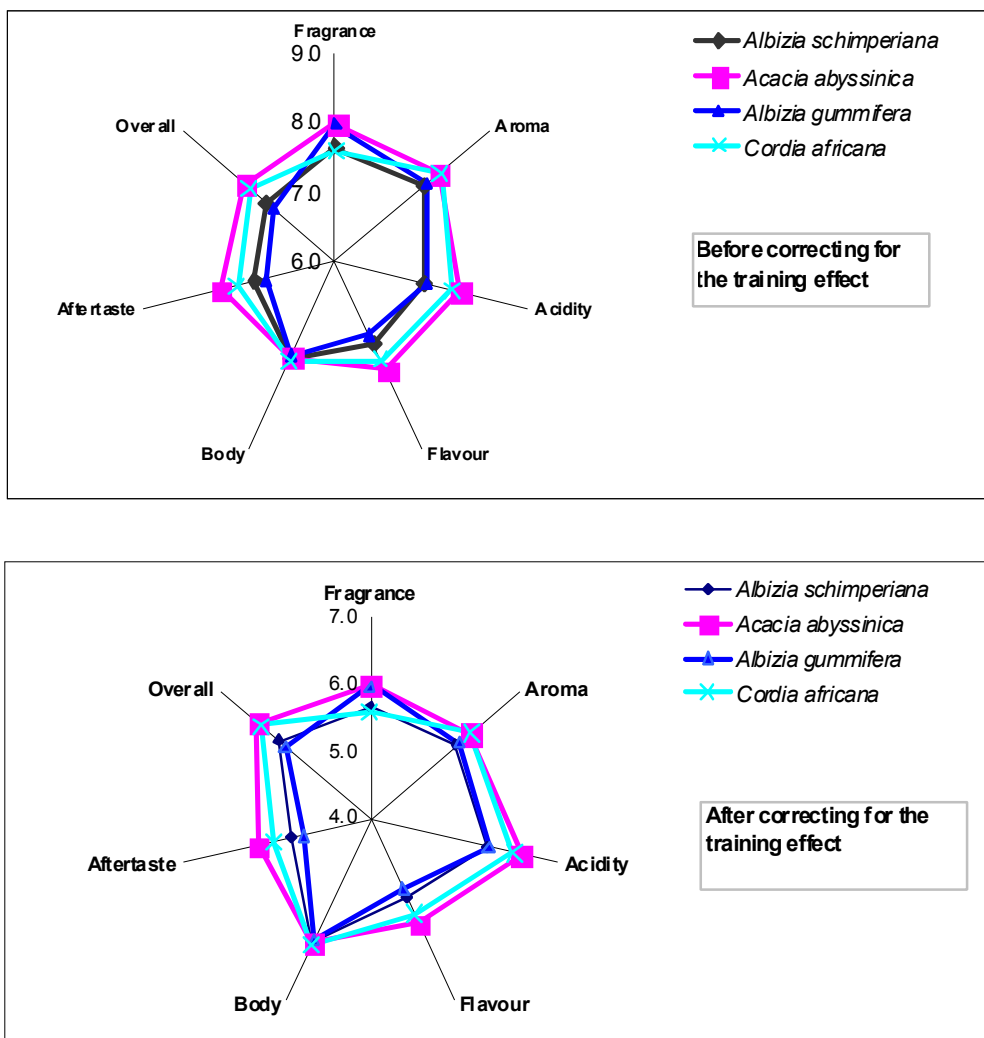 Fragrance
9.0
8.0
7.0
6.0
Aroma
Acidity
Flavour
Body
Aftertaste
Overall
Albizia schimperiana
Acacia abyssinica
Albizia gummifera
Cordia africana
Before correcting for
the training effect
Fragrance
7.0
6.0
5.0
4.0
Aroma
Acidity
Flavour
Body
Aftertaste
Overall
Albizia schimperiana
Acacia abyssinica
Albizia gummifera
Cordia africana
After correcting for the
training effect